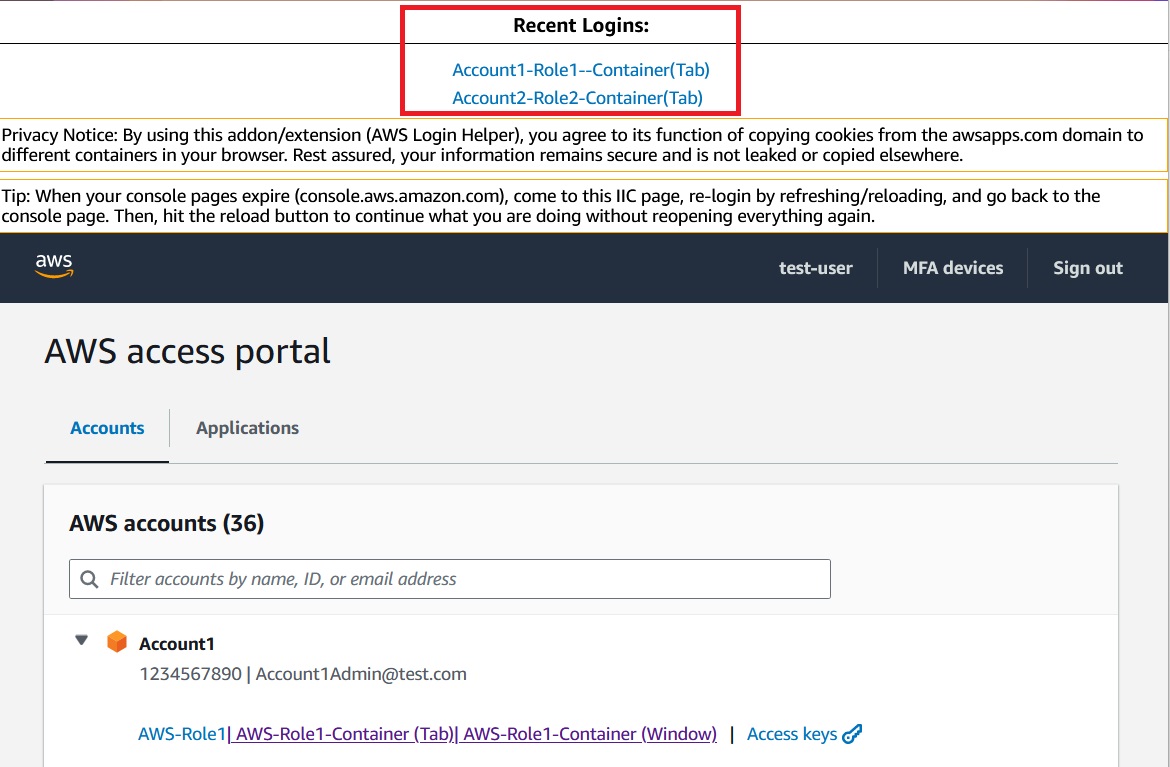 Recent Logins:
Account1-Role1--Container(Tab)
Account2-Role2-Container(Tab)
Privacy Notice: By using this addon/extension (AWS Login Helper), you agree to its function of copying cookies from the awsapps.com domain to
different containers in your browser. Rest assured, your information remains secure and is not leaked or copied elsewhere.
Tip: When your console pages expire (console.aws.amazon.com), come to this IIC page, re-login by refreshing/reloading, and go back to the
console page. Then, hit the reload button to continue what you are doing without reopening everything again.
aws test-user MFA devices Sign out
AWS access portal
Accounts Applications
AWS accounts (36)
Filter accounts by name, ID, or email address
Account1
1234567890 | Account1Admin@test.com
AWS-Role1| AWS-Role1-Container (Tab)| AWS-Role1-Container (Window) | Access keys